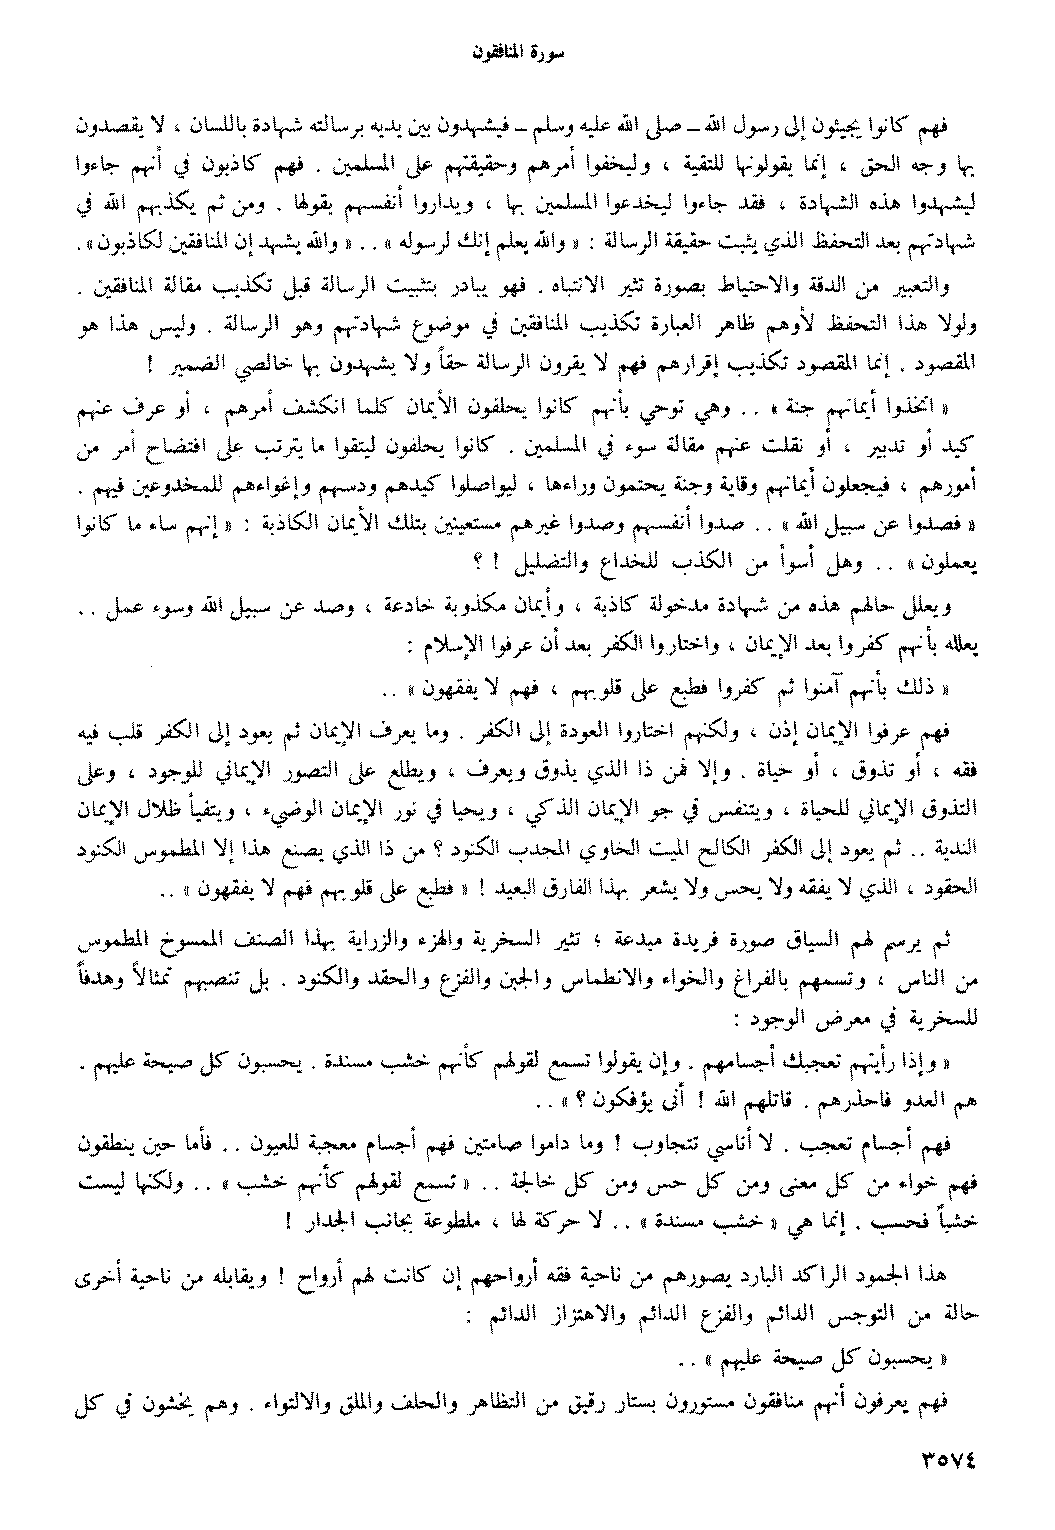 سورة المنافقون
فهم كانوا يجيئون إلى رسول الله – صلى الله عليه وسلم – فيشهدون بين يديه برسالته شهادة باللسان ، لا يقصدون
بها وجه الحق ، إنما يقولونها للتقية ، وليخفوا أمرهم وحقيقتهم على المسلمين . فهم كاذبون في أنهم جاءوا
ليشهدوا هذه الشهادة ، فقد جاءوا ليخدعوا المسلمين بها ، ويداروا أنفسهم بقولها . ومن ثم يكذبهم الله في
شهادتهم بعد التحفظ الذي يثبت حقيقة الرسالة : « والله يعلم إنك لرسوله » .. « والله يشهد إن المنافقين لكاذبون» .
والتعبير من الدقة والاحتياط بصورة تثير الانتباه . فهو يبادر بتثبيت الرسالة قبل تكذيب مقالة المنافقين .
ولولا هذا التحفظ لأوهم ظاهر العبارة تكذيب المنافقين في موضوع شهادتهم وهو الرسالة . وليس هذا هو
المقصود . إنما المقصود تكذيب إقرارهم فهم لا يقرون الرسالة حقاً ولا يشهدون بها خالصي الضمير !
« اتخذوا أيمانهم جنة » .. وهي توحي بأنهم كانوا يحلفون الأيمان كلما انكشف أمرهم ، أو عرف عنهم
كيد أو تدبير ، أو نقلت عنهم مقالة سوء في المسلمين . كانوا يحلفون ليتقوا ما يترتب على افتضاح أمر من
أمورهم ، فيجعلون أيمانهم وقاية وجنة يحتمون وراءها ، ليواصلوا كيدهم ودسهم وإغواءهم للمخدوعين فيهم .
« فصدوا عن سبيل الله » .. صدوا أنفسهم وصدوا غيرهم مستعينين بتلك الأيمان الكاذبة : « إنهم ساء ما كانوا
يعملون » .. وهل أسوأ من الكذب للخداع والتضليل ! ؟
ويعلل حالهم هذه من شهادة مدخولة كاذبة ، وأيمان مكذوبة خادعة ، وصد عن سبيل الله وسوء عمل ..
يعلله بأنهم كفروا بعد الإيمان ، واختاروا الكفر بعد أن عرفوا الإسلام :
« ذلك بأنهم آمنوا ثم كفروا فطبع على قلوبهم ، فهم لا يفقهون » ..
فهم عرفوا الإيمان إذن ، ولكنهم اختاروا العودة إلى الكفر . وما يعرف الإيمان ثم يعود إلى الكفر قلب فيه
فقه ، أو تذوق ، أو حياة . وإلا فمن ذا الذي يذوق ويعرف ، ويطلع على التصور الإيماني للوجود ، وعلى
التذوق الإيماني للحياة ، ويتنفس في جو الإيمان الذكي ، ويحيا في نور الإيمان الوضيء ، ويتفيأ ظلال الإيمان
الندية .. ثم يعود إلى الكفر الكالح الميت الخاوي المجدب الكنود ؟ من ذا الذي يصنع هذا إلا المطموس الكنود
الحقود ، الذي لا يفقه ولا يحس ولا يشعر بهذا الفارق البعيد ! « فطبع على قلوبهم فهم لا يفقهون » ..
ثم يرسم لهم السياق صورة فريدة مبدعة ؛ تثير السخرية والهزء والزراية بهذا الصنف الممسوخ المطموس
من الناس ، وتسمهم بالفراغ والخواء والانطماس والجبن والفزع والحقد والكنود . بل تنصبهم تمثالاً وهدفاً
للسخرية في معرض الوجود :
« وإذا رأيتهم تعجبك أجسامهم . وإن يقولوا تسمع لقولهم كأنهم خشب مسندة . يحسبون كل صيحة عليهم .
هم العدو فاحذرهم . قاتلهم الله ! أنى يؤفكون ؟ » ..
فهم أجسام تعجب . لا أناسي تتجاوب ! وما داموا صامتين فهم أجسام معجبة للعيون .. فأما حين ينطقون
فهم خواء من كل معنى ومن كل حس ومن كل خالجة .. « تسمع لقولهم كأنهم خشب » .. ولكنها ليست
خشباً فحسب . إنما هي « خشب مسندة » .. لا حركة لها ، ملطوعة بجانب الجدار !
هذا الجمود الراكد البارد يصورهم من ناحية فقه أرواحهم إن كانت لهم أرواح ! ويقابله من ناحية أخرى
حالة من التوجس الدائم والفزع الدائم والاهتزاز الدائم :
« يحسبون كل صيحة عليهم » ..
فهم يعرفون أنهم منافقون مستورون بستار رقيق من التظاهر والحلف والملق والالتواء . وهم يخشون في كل
٣٥٧٤